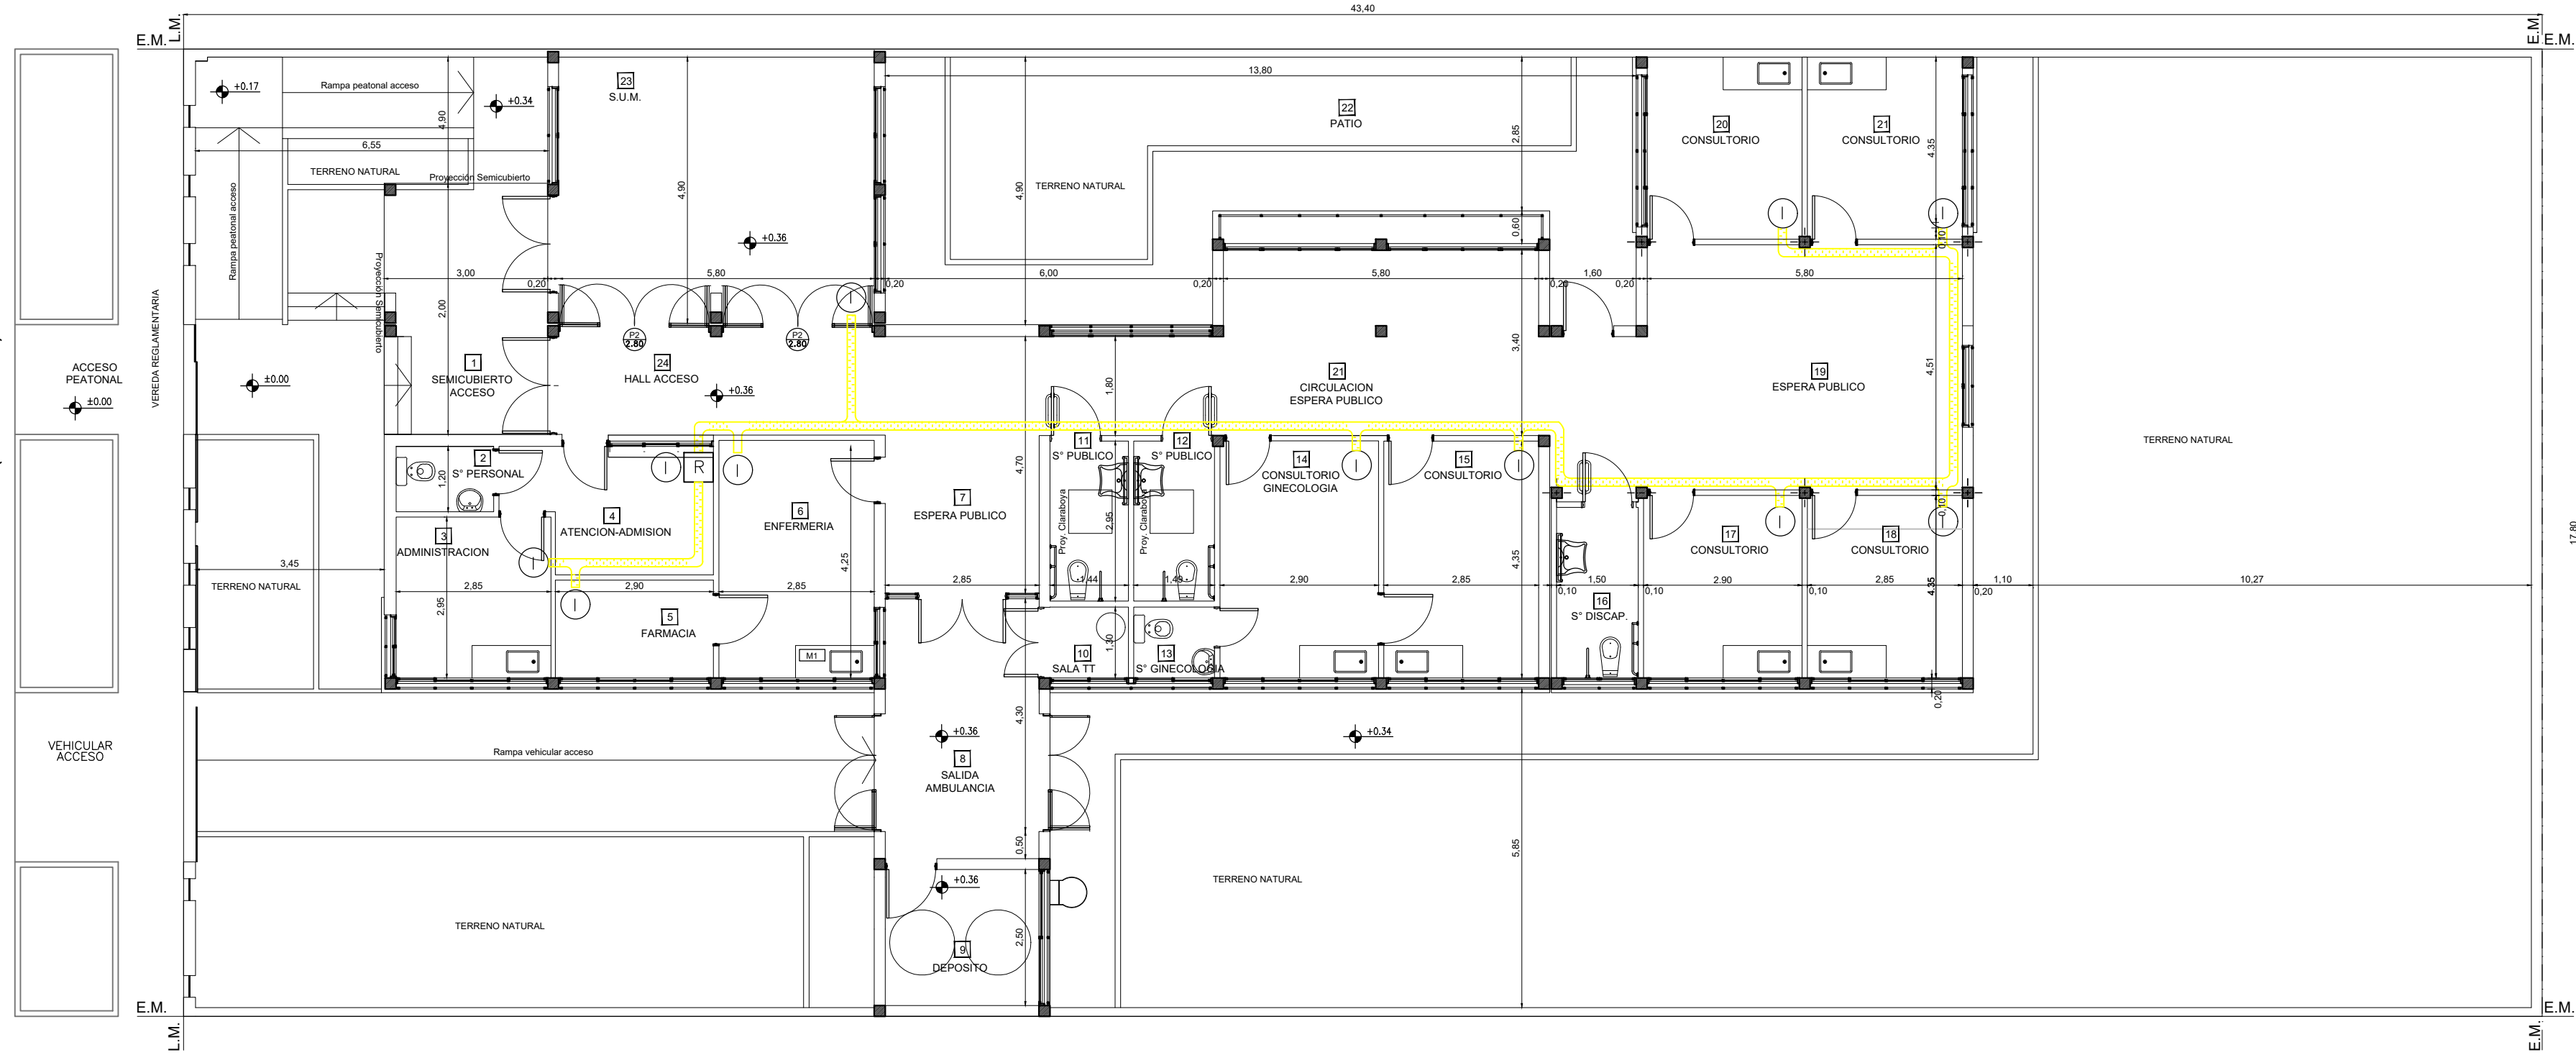 43,40
E.M.
L.M.
E.M.
E.M.
+0.17
Rampa peatonal acceso
+0.34
4,90
6,55
TERRENO NATURAL
Proyección Semicubierto
Rampa peatonal acceso
Proyección Semicubierto
23
S.U.M.
4,90
+0.36
13,80
22
PATIO
2,85
4,90
TERRENO NATURAL
0,60
20
CONSULTORIO
21
CONSULTORIO
4,35
0,10
3,00
0,20
5,80
0,20
6,00
0,20
5,80
0,20
1,60
0,20
5,80
VEREDA REGLAMENTARIA
2,00
ACCESO
PEATONAL
±0.00
±0.00
1
SEMICUBIERTO
ACCESO
P2
2.80
P2
2.80
24
HALL ACCESO
+0.36
1,80
21
CIRCULACION
ESPERA PUBLICO
3,40
19
ESPERA PUBLICO
4,51
TERRENO NATURAL
17,80
2
S° PERSONAL
1,20
I
R
I
4
ATENCION-ADMISION
3
ADMINISTRACION
I
6
ENFERMERIA
4,25
7
ESPERA PUBLICO
4,70
11
S° PUBLICO
12
S° PUBLICO
Proy. Claraboya
2,95
Proy. Claraboya
14
CONSULTORIO
GINECOLOGIA
I
15
CONSULTORIO
I
4,35
0,10
17
CONSULTORIO
I
18
CONSULTORIO
I
4,35
3,45
TERRENO NATURAL
2,85
2,90
2,85
2,85
1,44
1,49
2,90
2,85
1,50
2.90
2,85
1,10
10,27
0,10
0,10
0,10
0,20
2,95
I
5
FARMACIA
M1
16
S° DISCAP.
10
SALA TT
1,30
13
S° GINECOLOGIA
0,20
VEHICULAR
ACCESO
Rampa vehicular acceso
+0.36
4,30
8
SALIDA
AMBULANCIA
+0.34
0,50
5,85
+0.36
TERRENO NATURAL
TERRENO NATURAL
9
DEPOSITO
2,50
E.M.
L.M.
E.M.
E.M.
I
I
I